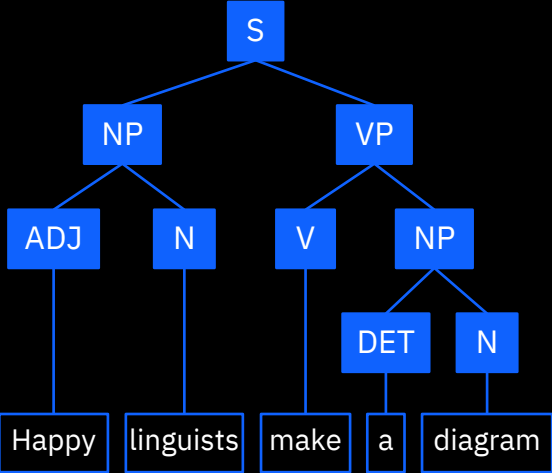 S
NP VP
ADJ N V NP
DET N
Happy linguists make a diagram